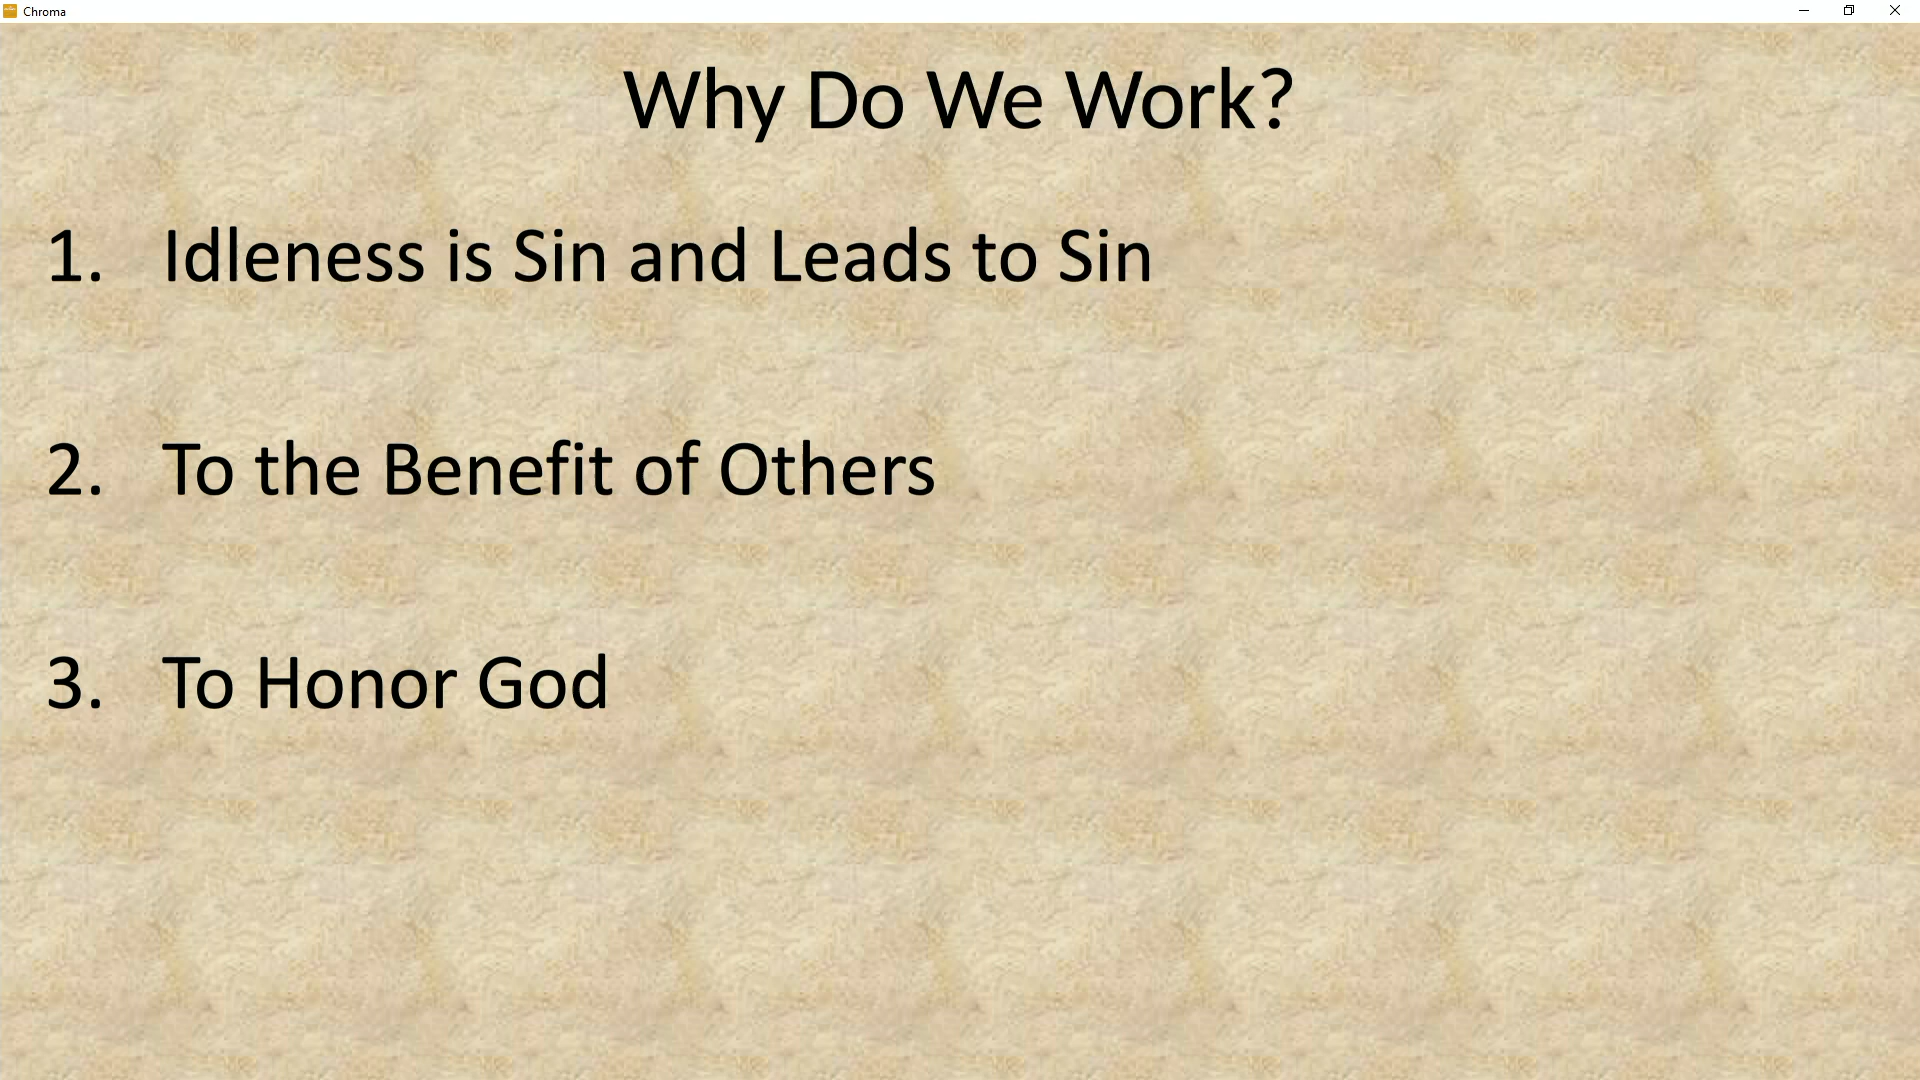 Chroma
Why Do We Work?
1. Idleness is Sin and Leads to Sin
2. To the Benefit of Others
3. To Honor God